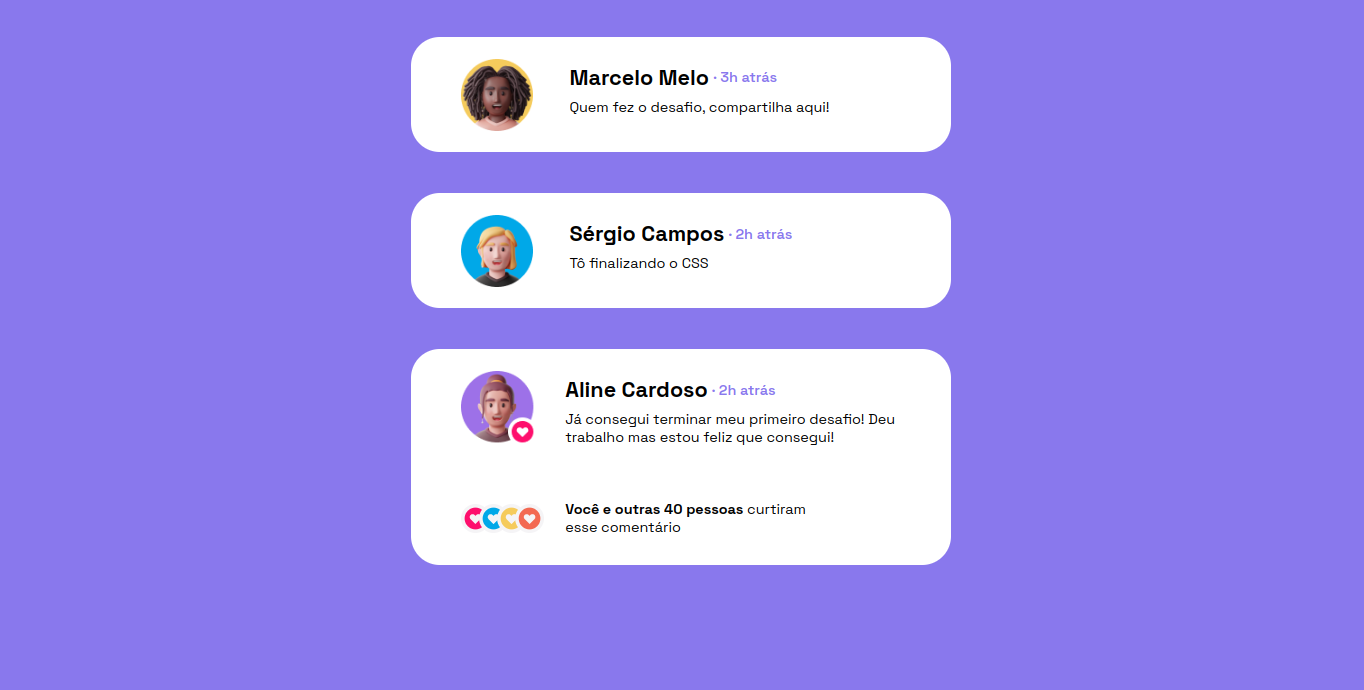 Marcelo Melo · 3h atrás
Quem fez o desafio, compartilha aqui!
Sérgio Campos · 2h atrás
Tô finalizando o CSS
Aline Cardoso · 2h atrás
Já consegui terminar meu primeiro desafio! Deu
trabalho mas estou feliz que consegui!
Você e outras 40 pessoas curtiram
esse comentário